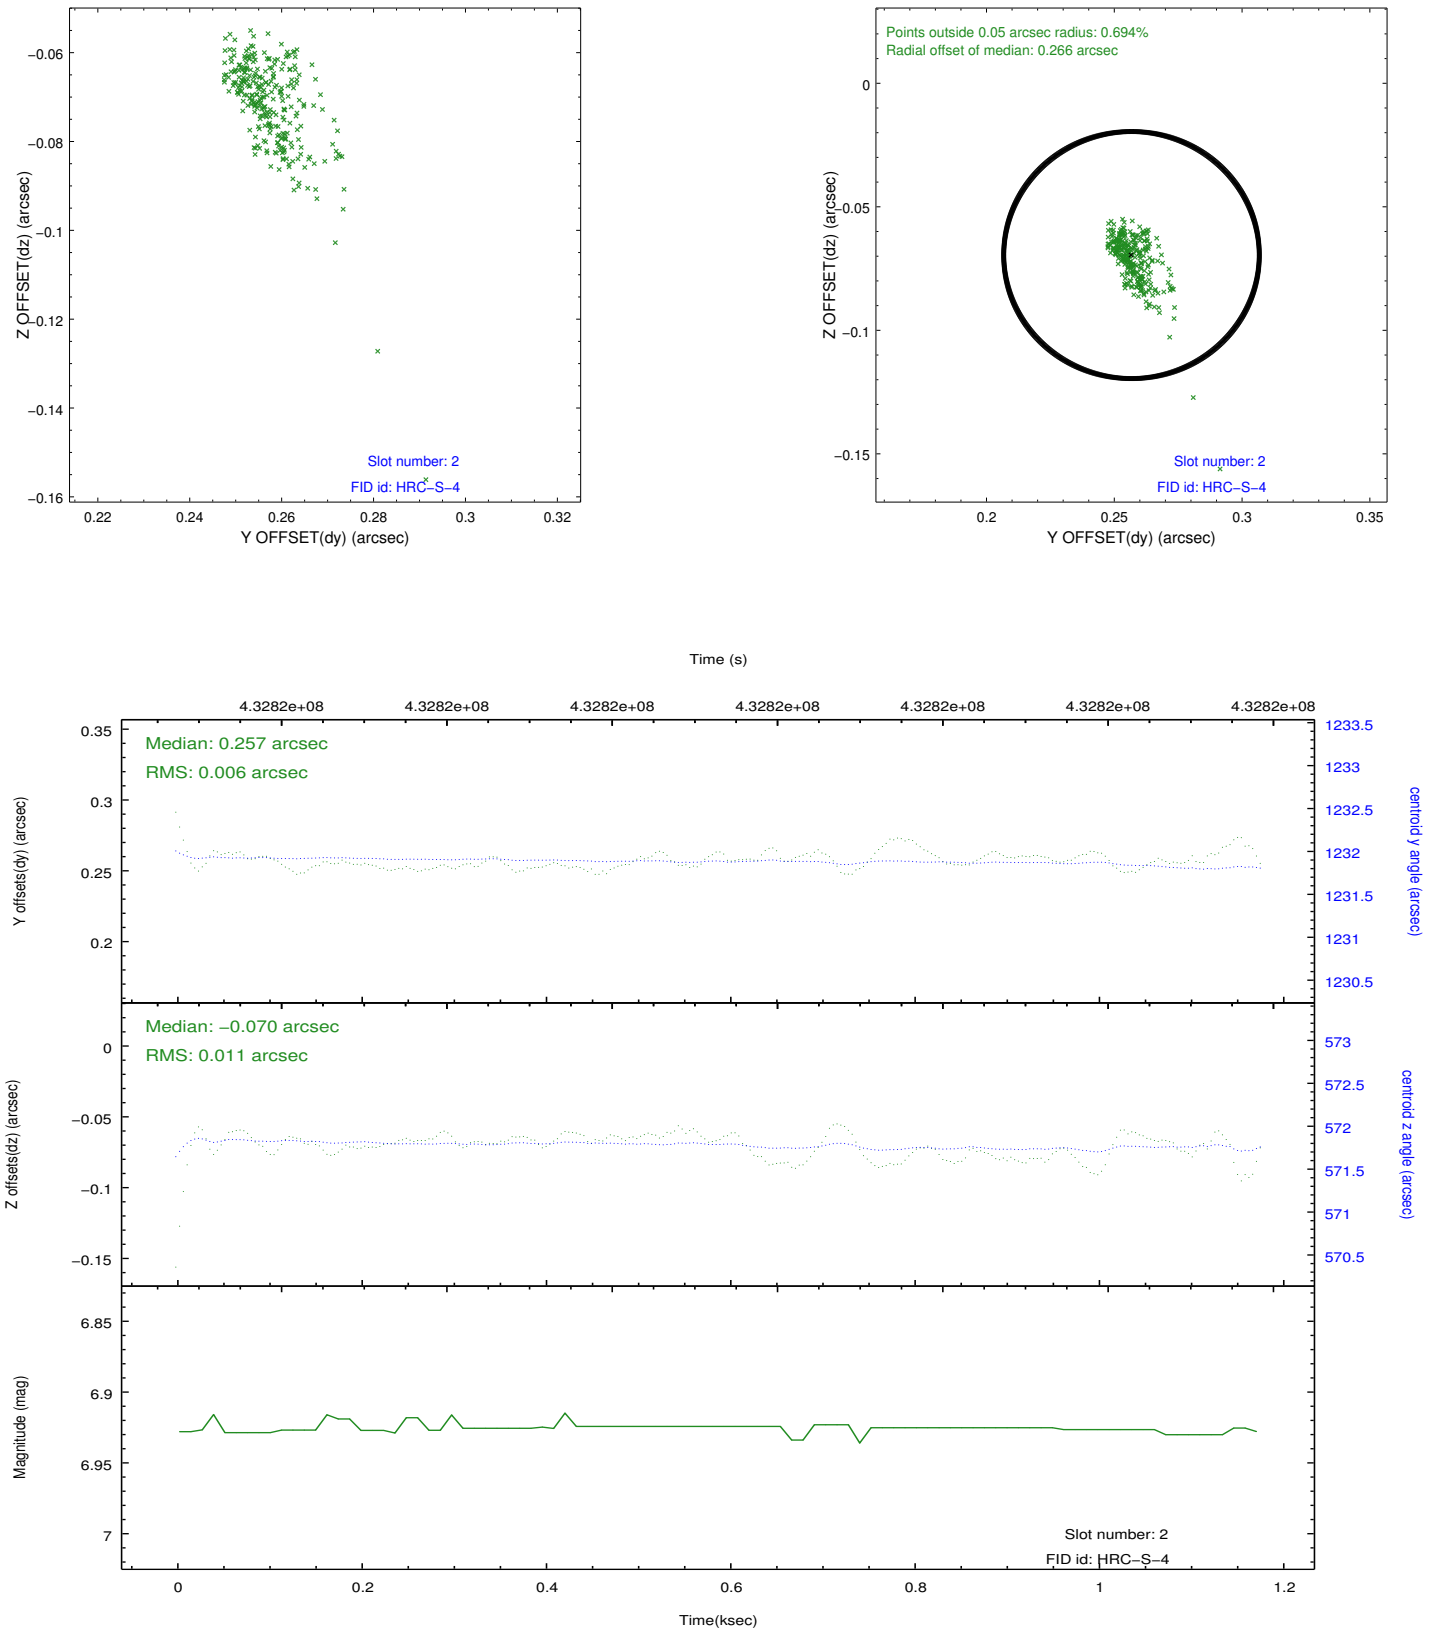 −0.06
−0.08
−0.1
−0.12
−0.14
−0.16
Z OFFSET(dz) (arcsec)
Slot number: 2
FID id: HRC−S−4
0.22 0.24 0.26 0.28 0.3 0.32
Y OFFSET(dy) (arcsec)
Points outside 0.05 arcsec radius: 0.694%
Radial offset of median: 0.266 arcsec
0
−0.05
−0.1
−0.15
Z OFFSET(dz) (arcsec)
Slot number: 2
FID id: HRC−S−4
0.2 0.25 0.3 0.35
Y OFFSET(dy) (arcsec)
Time (s)
4.3282e+08 4.3282e+08 4.3282e+08 4.3282e+08 4.3282e+08 4.3282e+08 4.3282e+08
Median: 0.257 arcsec
RMS: 0.006 arcsec
0.35
0.3
0.25
0.2
Y offsets(dy) (arcsec)
1233.5
1233
1232.5
1232
1231.5
1231
1230.5
centroid y angle (arcsec)
Median: −0.070 arcsec
RMS: 0.011 arcsec
0
−0.05
−0.1
−0.15
Z offsets(dz) (arcsec)
573
572.5
572
571.5
571
570.5
centroid z angle (arcsec)
6.85
6.9
6.95
7
Magnitude (mag)
Slot number: 2
FID id: HRC−S−4
0 0.2 0.4 0.6 0.8 1 1.2
Time(ksec)